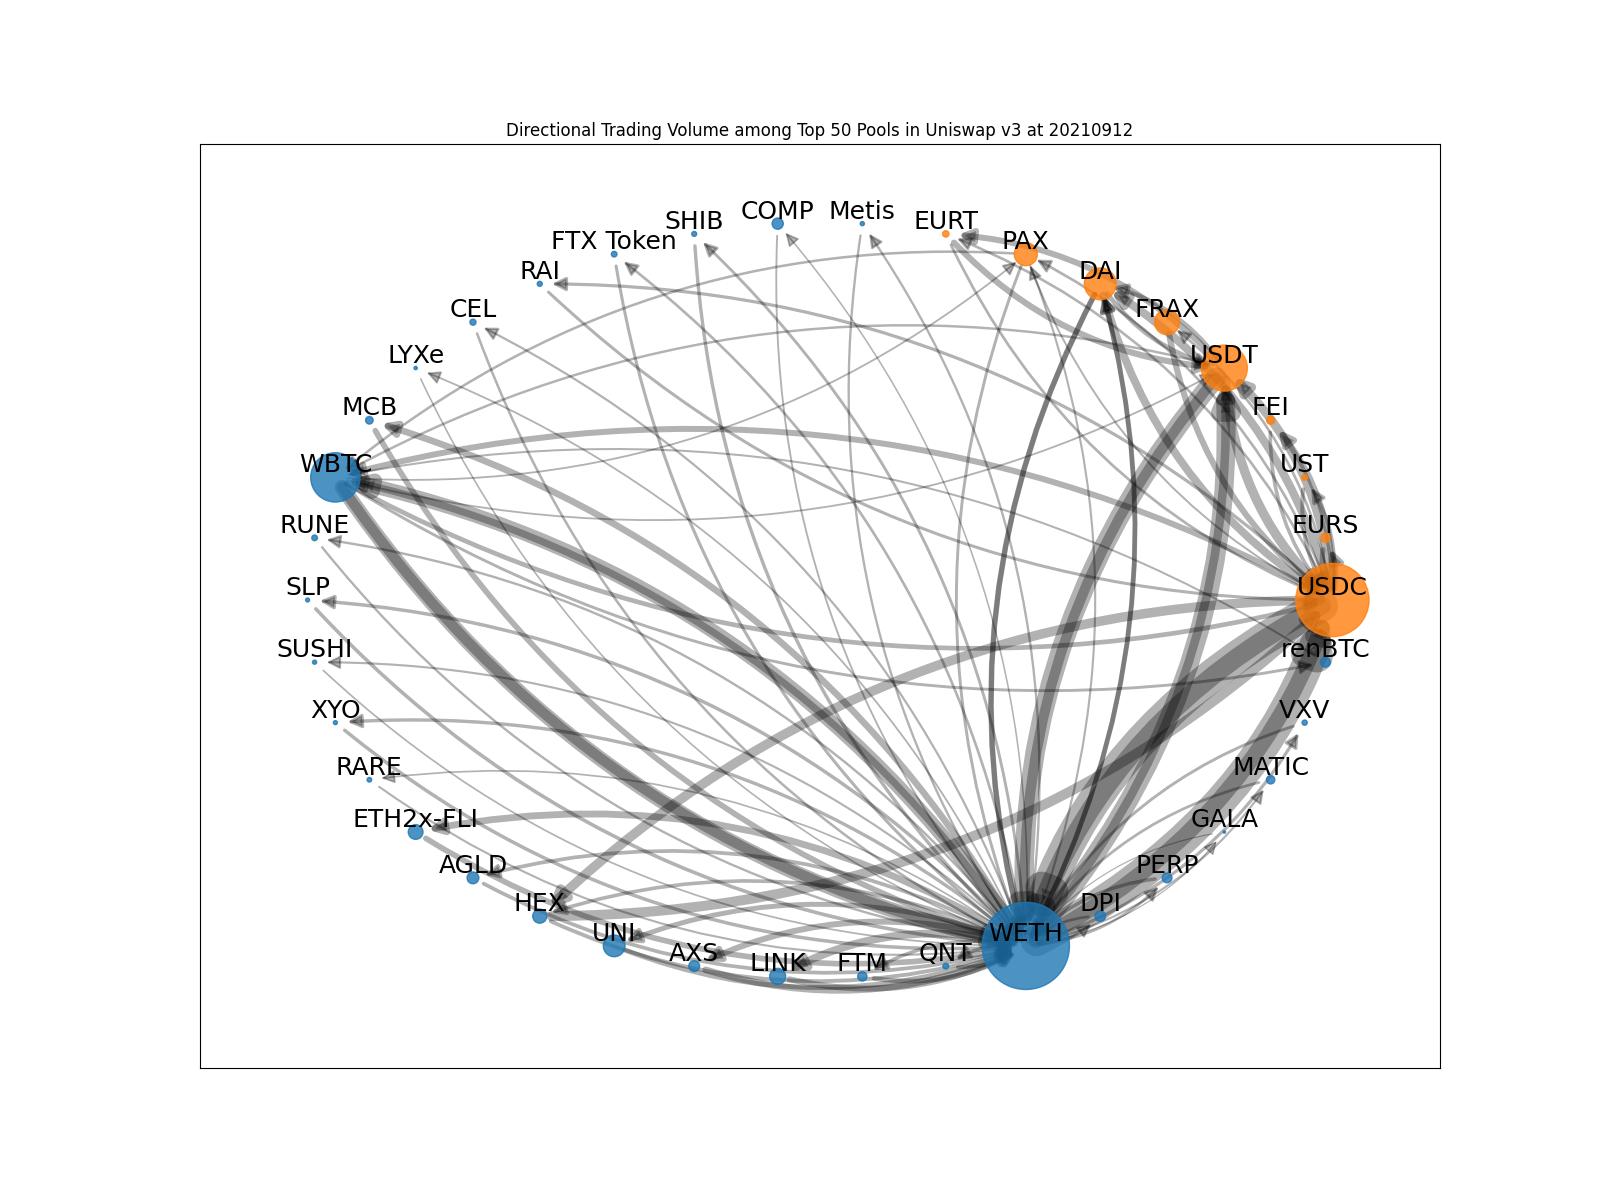 Directional Trading Volume among Top 50 Pools in Uniswap v3 at 20210912
COMP
Metis
SHIB
EURT
FTX Token
PAX
RAI
DAI
CEL
FRAX
LYXe
USDT
MCB
FEI
WBTC
UST
RUNE
EURS
SLP
USDC
SUSHI
renBTC
XYO
VXV
RARE
MATIC
ETH2x-FLI
GALA
AGLD
PERP
HEX
DPI
UNI
WETH
AXS
QNT
LINK
FTM